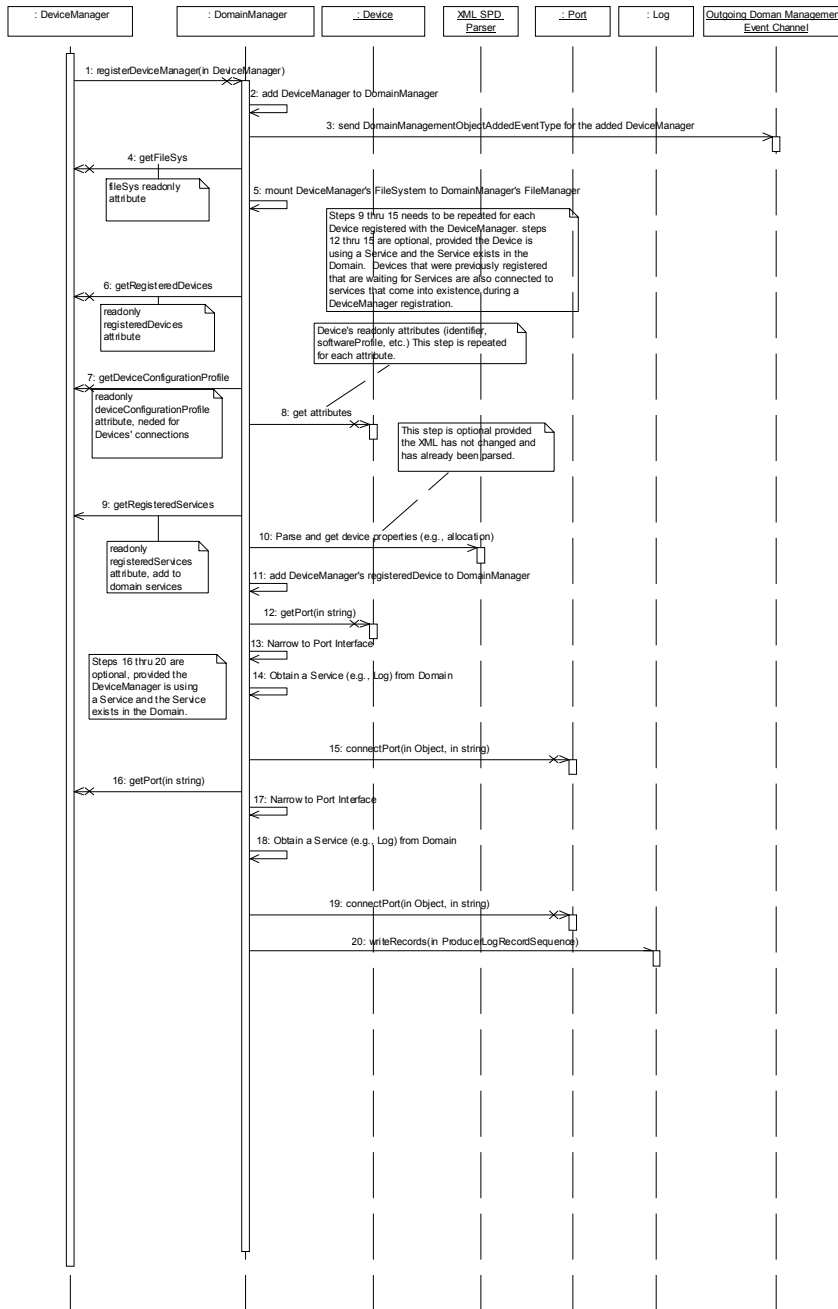 : DeviceManager
: DomainManager
: Device
XML SPD
Parser
: Port
: Log
Outgoing Doman Management
Event Channel
1: registerDeviceManager(in DeviceManager)
2: add DeviceManager to DomainManager
3: send DomainManagementObjectAddedEventType for the added DeviceManager
4: getFileSys
fileSys readonly
attribute
5: mount DeviceManager's FileSystem to DomainManager's FileManager
Steps 9 thru 15 needs to be repeated for each
Device registered with the DeviceManager. steps
12 thru 15 are optional, provided the Device is
using a Service and the Service exists in the
Domain. Devices that were previously registered
that are waiting for Services are also connected to
services that come into existence during a
DeviceManager registration.
6: getRegisteredDevices
readonly
registeredDevices
attribute
Device's readonly attributes (identifier,
softwareProfile, etc.) This step is repeated
for each attribute.
7: getDeviceConfigurationProfile
readonly
deviceConfigurationProfile
attribute, neded for
Devices' connections
8: get attributes
This step is optional provided
the XML has not changed and
has already been parsed.
9: getRegisteredServices
readonly
registeredServices
attribute, add to
domain services
10: Parse and get device properties (e.g., allocation)
11: add DeviceManager's registeredDevice to DomainManager
12: getPort(in string)
13: Narrow to Port Interface
Steps 16 thru 20 are
optional, provided the
DeviceManager is using
a Service and the Service
exists in the Domain.
14: Obtain a Service (e.g., Log) from Domain
15: connectPort(in Object, in string)
16: getPort(in string)
17: Narrow to Port Interface
18: Obtain a Service (e.g., Log) from Domain
19: connectPort(in Object, in string)
20: writeRecords(in ProducerLogRecordSequence)